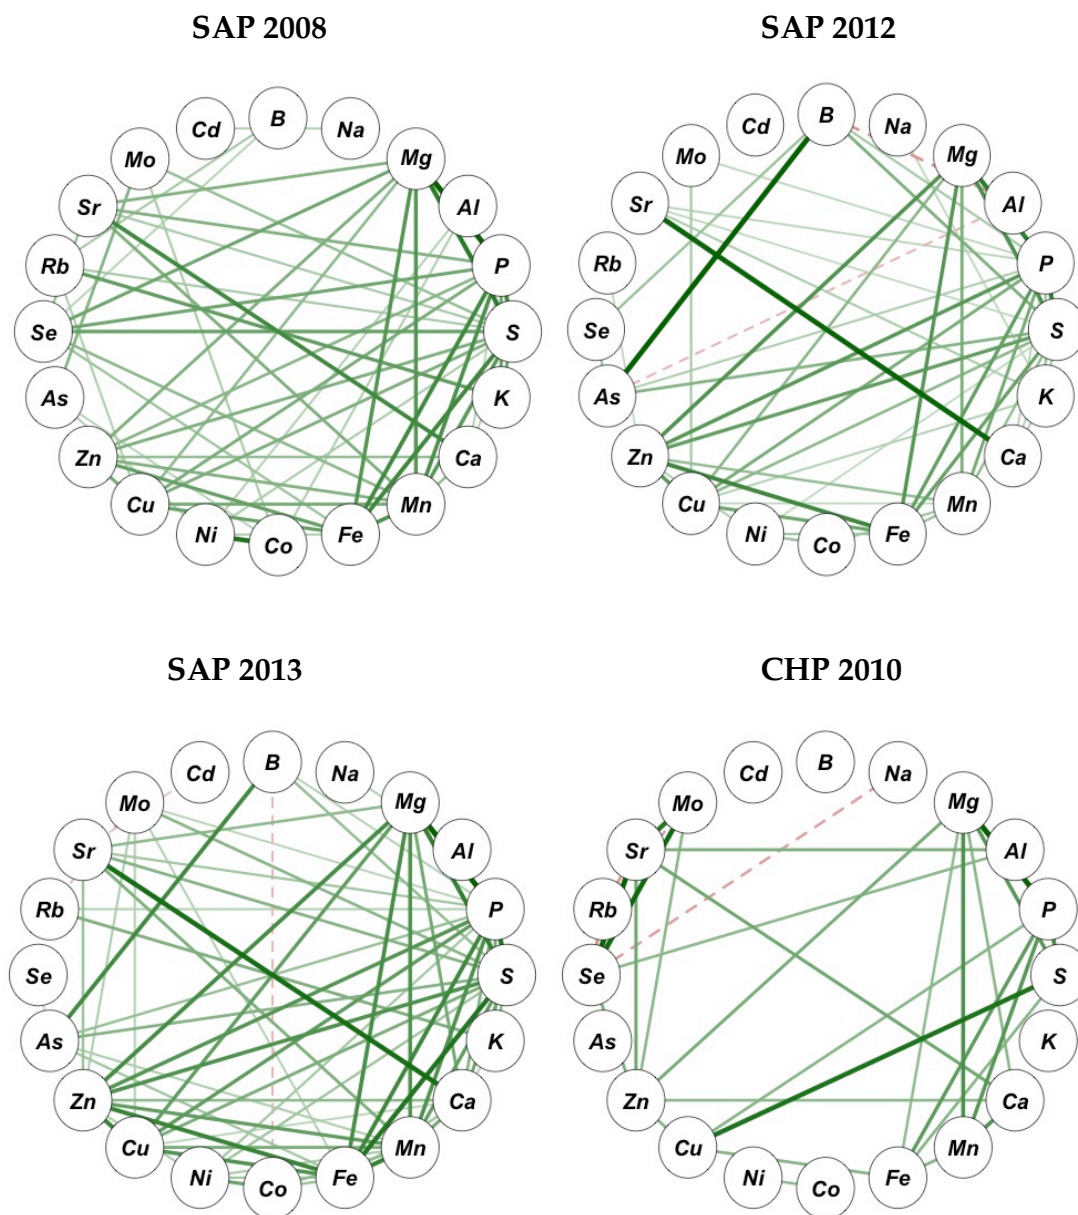 SAP 2008
B
Cd
Na
Mo
Mg
Sr
Al
Rb
P
Se
S
As
K
Zn
Ca
Cu
Mn
Ni
Co
Fe
SAP 2012
B
Cd
Na
Mo
Mg
Sr
Al
Rb
P
Se
S
As
K
Zn
Ca
Cu
Mn
Ni
Co
Fe
SAP 2013
B
Cd
Na
Mo
Mg
Sr
Al
Rb
P
Se
S
As
K
Zn
Ca
Cu
Mn
Ni
Co
Fe
CHP 2010
B
Cd
Na
Mo
Mg
Sr
Al
Rb
P
Se
S
As
K
Zn
Ca
Cu
Mn
Ni
Co
Fe